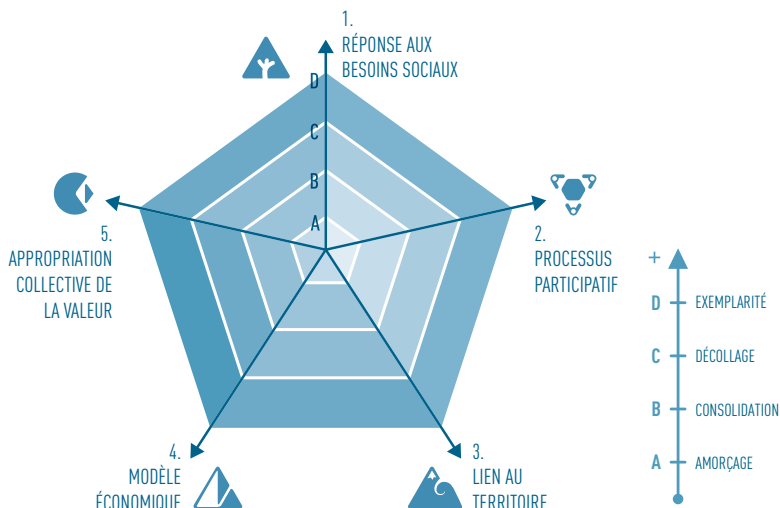 1.
RÉPONSE AUX
BESOINS SOCIAUX
D
C
B
A
2.
PROCESSUS
PARTICIPATIF
3.
LIEN AU
TERRITOIRE
4.
MODÈLE
ÉCONOMIQUE
5.
APPROPRIATION
COLLECTIVE DE
LA VALEUR
+
D EXEMPLARITÉ
C DÉCOLLAGE
B CONSOLIDATION
A AMORÇAGE